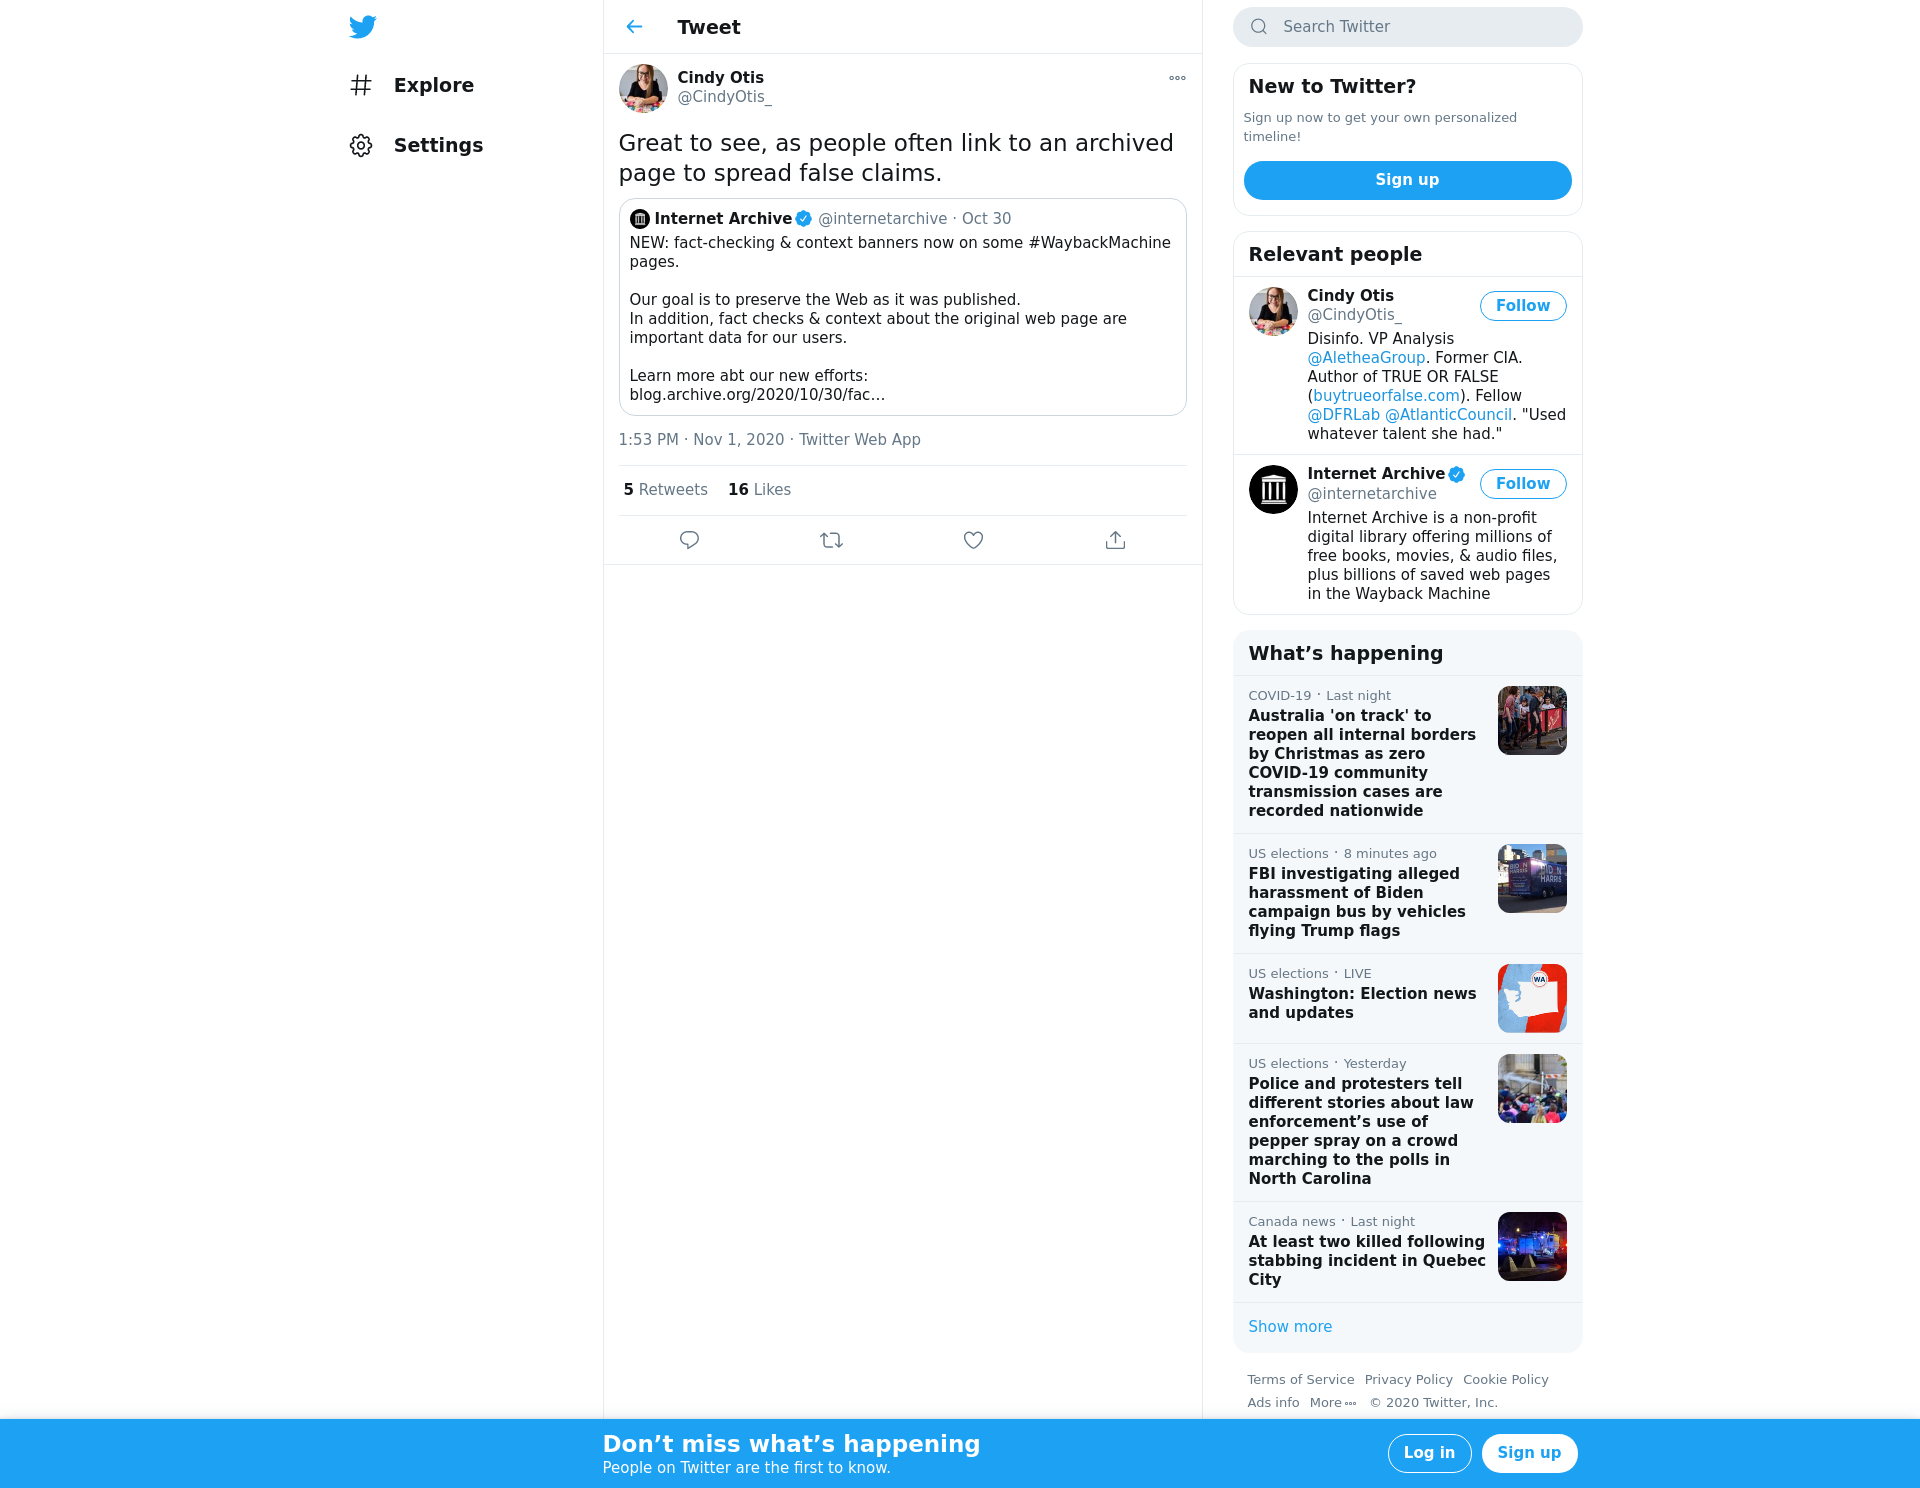 Explore
Settings
Tweet
Cindy Otis
@CindyOtis_
Great to see, as people often link to an archived
page to spread false claims.
Internet Archive @internetarchive · Oct 30
NEW: fact-checking & context banners now on some #WaybackMachine
pages.
Our goal is to preserve the Web as it was published.
In addition, fact checks & context about the original web page are
important data for our users.
Learn more abt our new efforts:
blog.archive.org/2020/10/30/fac…
1:53 PM · Nov 1, 2020 · Twitter Web App
5 Retweets 16 Likes
Search Twitter
New to Twitter?
Sign up now to get your own personalized
timeline!
Sign up
Relevant people
Cindy Otis
@CindyOtis_
Follow
Disinfo. VP Analysis
@AletheaGroup. Former CIA.
Author of TRUE OR FALSE
(buytrueorfalse.com). Fellow
@DFRLab @AtlanticCouncil. "Used
whatever talent she had."
Internet Archive
@internetarchive
Follow
Internet Archive is a non-profit
digital library offering millions of
free books, movies, & audio files,
plus billions of saved web pages
in the Wayback Machine
What’s happening
COVID-19 · Last night
Australia 'on track' to
reopen all internal borders
by Christmas as zero
COVID-19 community
transmission cases are
recorded nationwide
US elections · 8 minutes ago
FBI investigating alleged
harassment of Biden
campaign bus by vehicles
flying Trump flags
HARRIS
US elections · LIVE
Washington: Election news
and updates
WA
US elections · Yesterday
Police and protesters tell
different stories about law
enforcement’s use of
pepper spray on a crowd
marching to the polls in
North Carolina
Canada news · Last night
At least two killed following
stabbing incident in Quebec
City
Show more
Terms of Service Privacy Policy Cookie Policy
Ads info More © 2020 Twitter, Inc.
Don’t miss what’s happening
People on Twitter are the first to know.
Log in
Sign up